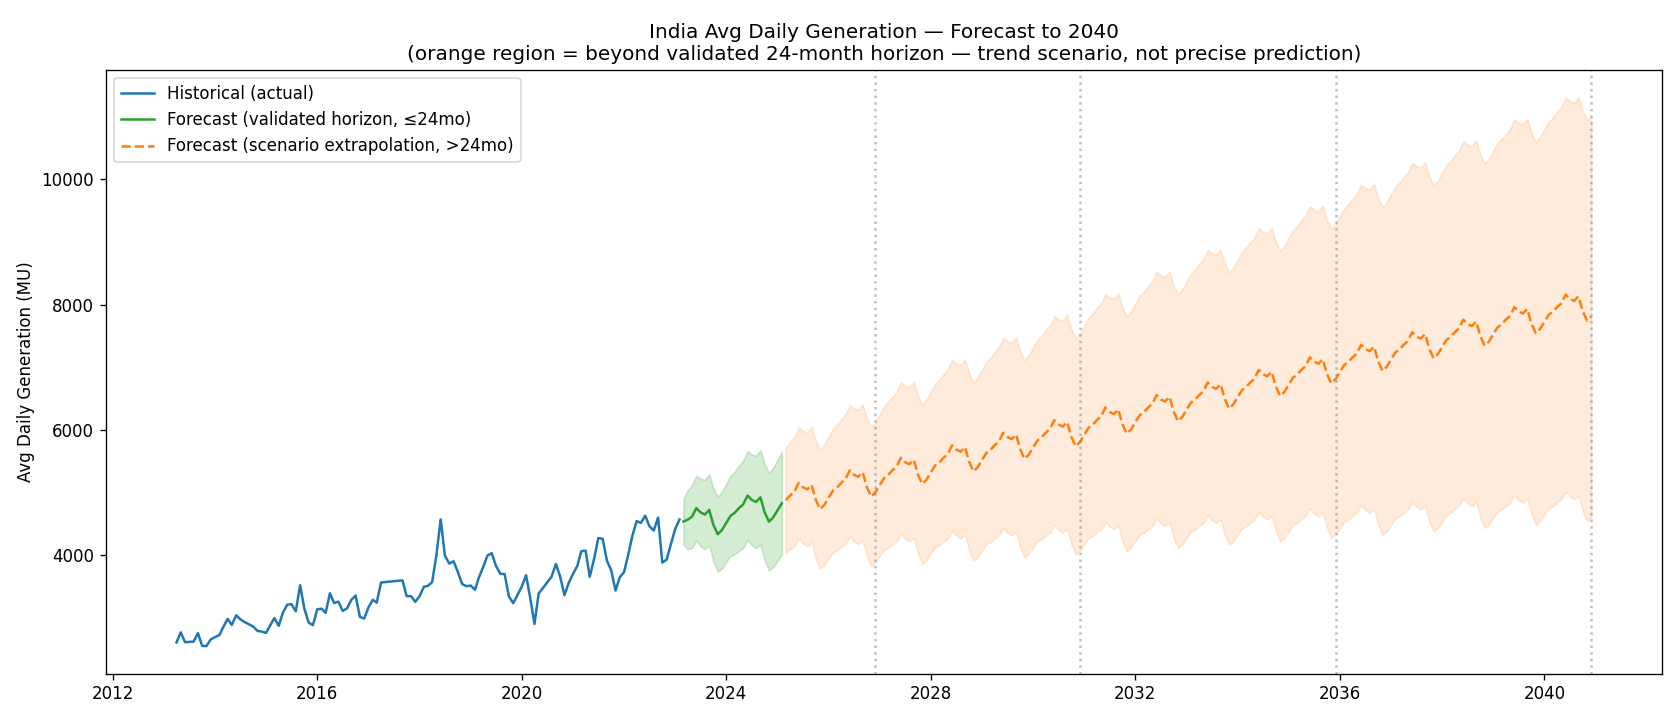 India Avg Daily Generation — Forecast to 2040
(orange region = beyond validated 24-month horizon — trend scenario, not precise prediction)
Historical (actual)
Forecast (validated horizon, ≤24mo)
Forecast (scenario extrapolation, >24mo)
Avg Daily Generation (MU)
10000
8000
6000
4000
2012 2016 2020 2024 2028 2032 2036 2040